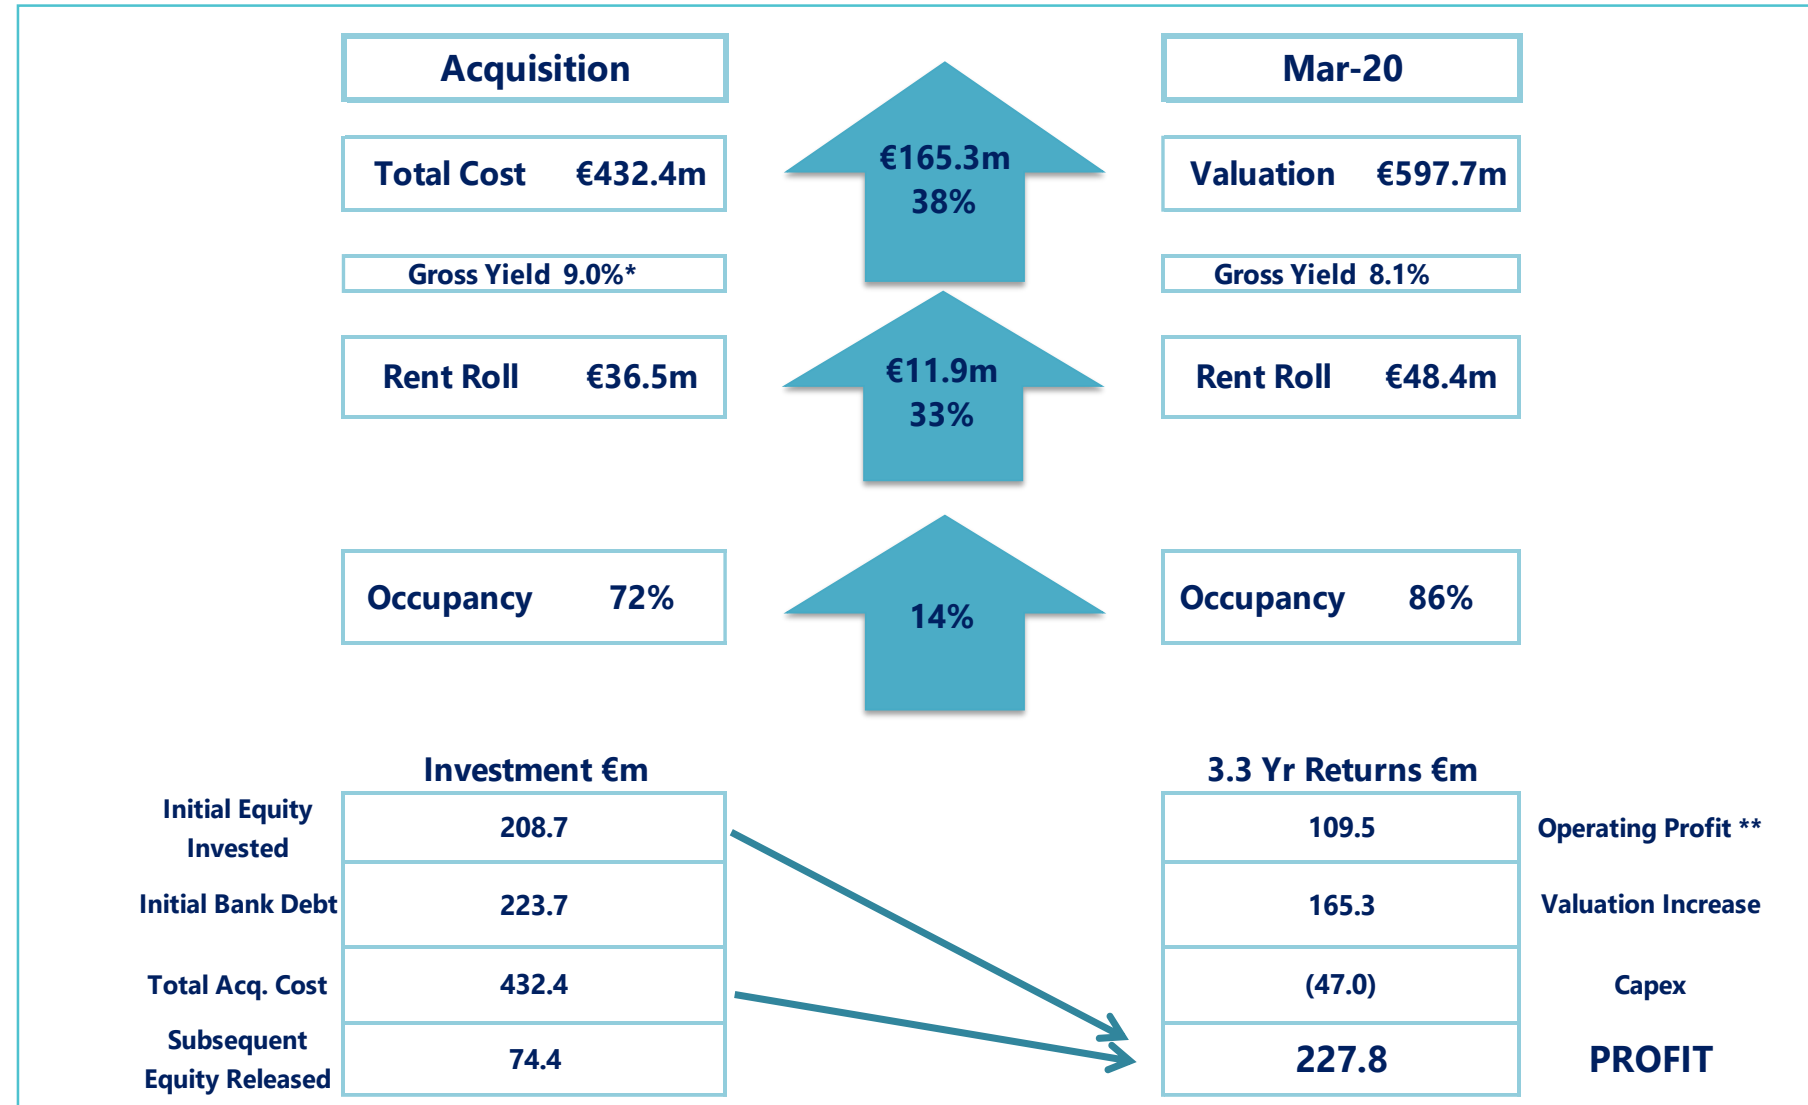 Acquisition
Mar-20
Total Cost €432.4m
€165.3m
38%
Valuation €597.7m
Gross Yield 9.0%*
Gross Yield 8.1%
Rent Roll €36.5m
€11.9m
33%
Rent Roll €48.4m
Occupancy 72%
14%
Occupancy 86%
Investment €m
3.3 Yr Returns €m
Initial Equity
Invested
208.7
109.5
Operating Profit **
Initial Bank Debt
223.7
165.3
Valuation Increase
Total Acq. Cost
432.4
(47.0)
Capex
Subsequent
Equity Released
74.4
227.8
PROFIT